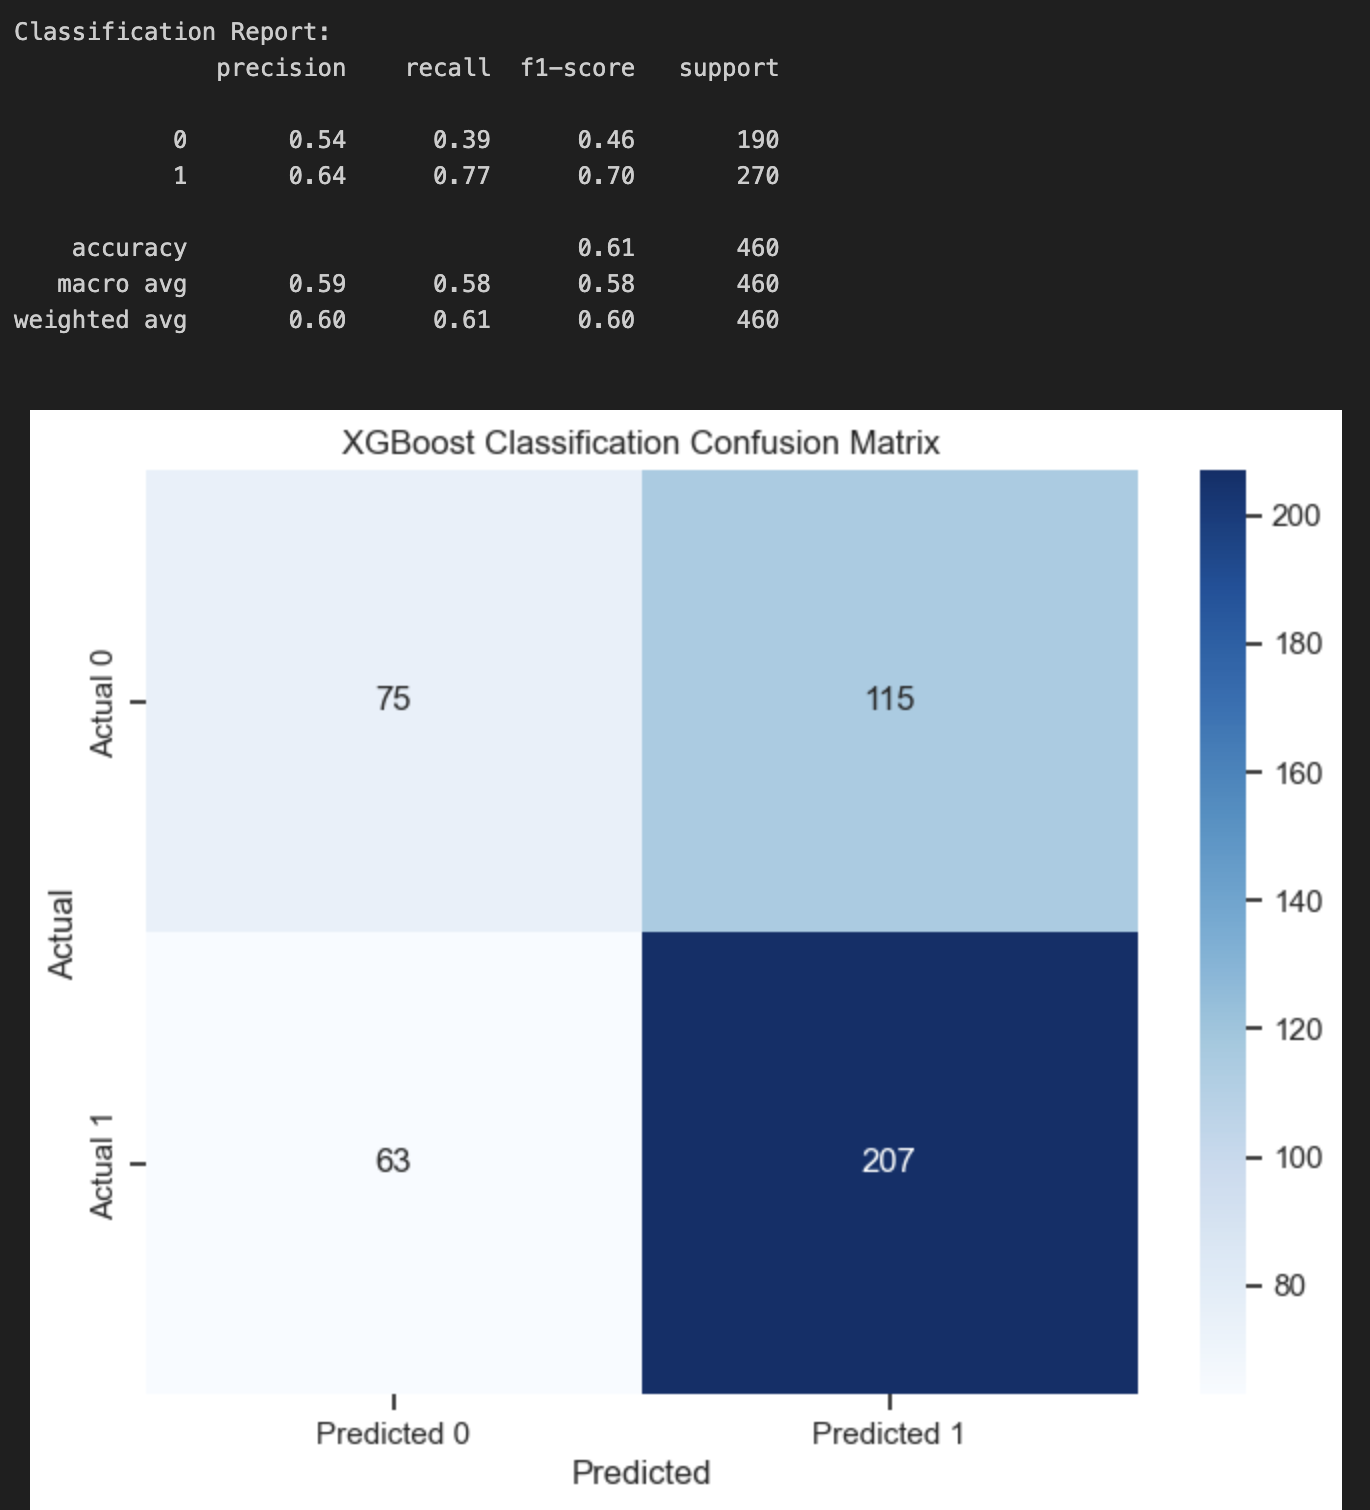 Classification Report:
precision recall f1-score support
0 0.54 0.39 0.46 190
1 0.64 0.77 0.70 270
accuracy 0.61 460
macro avg 0.59 0.58 0.58 460
weighted avg 0.60 0.61 0.60 460
XGBoost Classification Confusion Matrix
Actual
Actual 0
75 115
Actual 1
63 207
Predicted 0 Predicted 1
Predicted
200
180
160
140
120
100
80